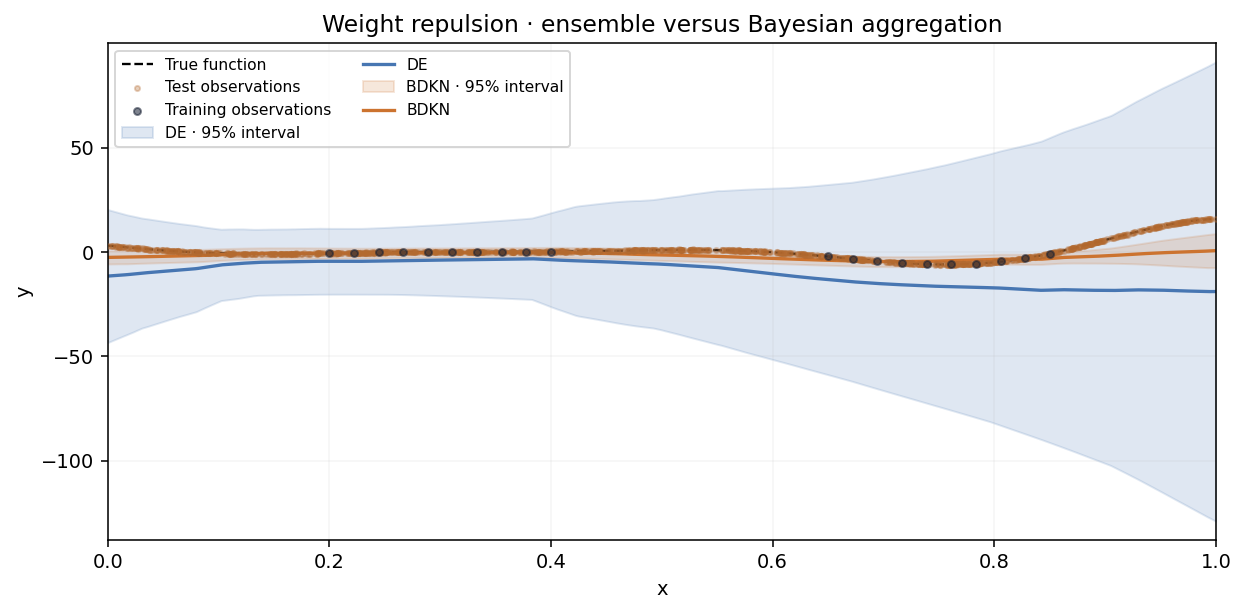 Weight repulsion · ensemble versus Bayesian aggregation
True function
Test observations
Training observations
DE · 95% interval
DE
BDKN · 95% interval
BDKN
50
0
−50
−100
y
0.0 0.2 0.4 0.6 0.8 1.0
x